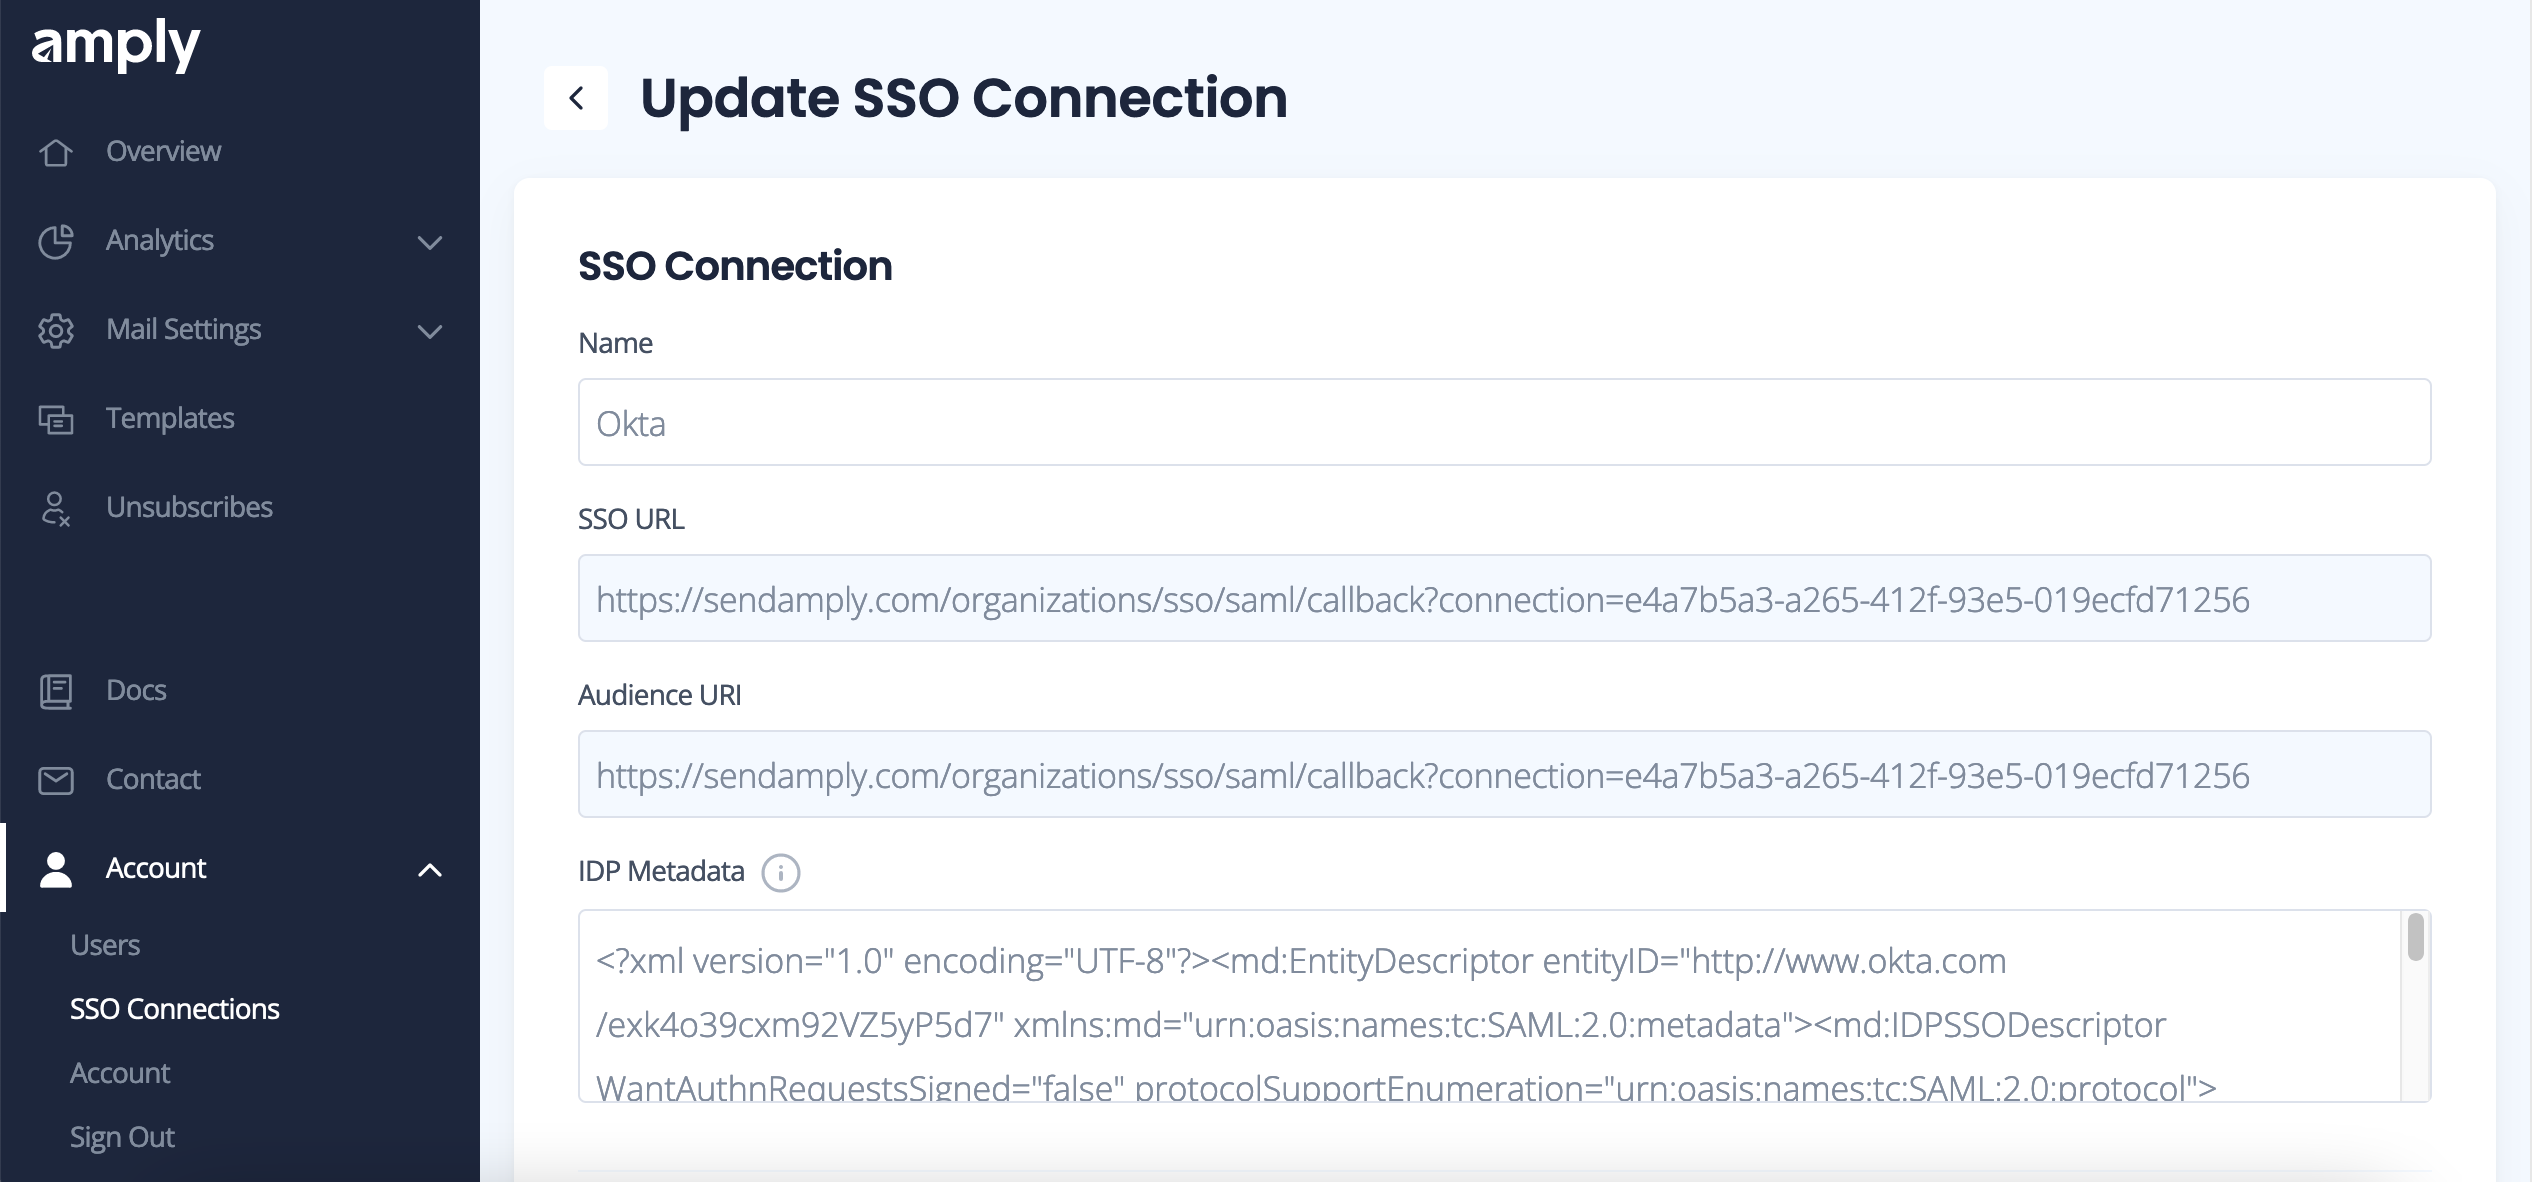 amply
Overview
Analytics
Mail Settings
Templates
Unsubscribes
Docs
Contact
Account
Users
SSO Connections
Account
Sign Out
Update SSO Connection
SSO Connection
Name
Okta
SSO URL
https://sendamply.com/organizations/sso/saml/callback?connection=e4a7b5a3-a265-412f-93e5-019ecfd71256
Audience URI
https://sendamply.com/organizations/sso/saml/callback?connection=e4a7b5a3-a265-412f-93e5-019ecfd71256
IDP Metadata
<?xml version="1.0" encoding="UTF-8"?><md:EntityDescriptor entityID="http://www.okta.com
/exk4o39cxm92VZ5yP5d7" xmlns:md="urn:oasis:names:tc:SAML:2.0:metadata"><md:IDPSSODescriptor
WantAuthnRequestsSigned="false" protocolSupportEnumeration="urn:oasis:names:tc:SAML:2.0:protocol">